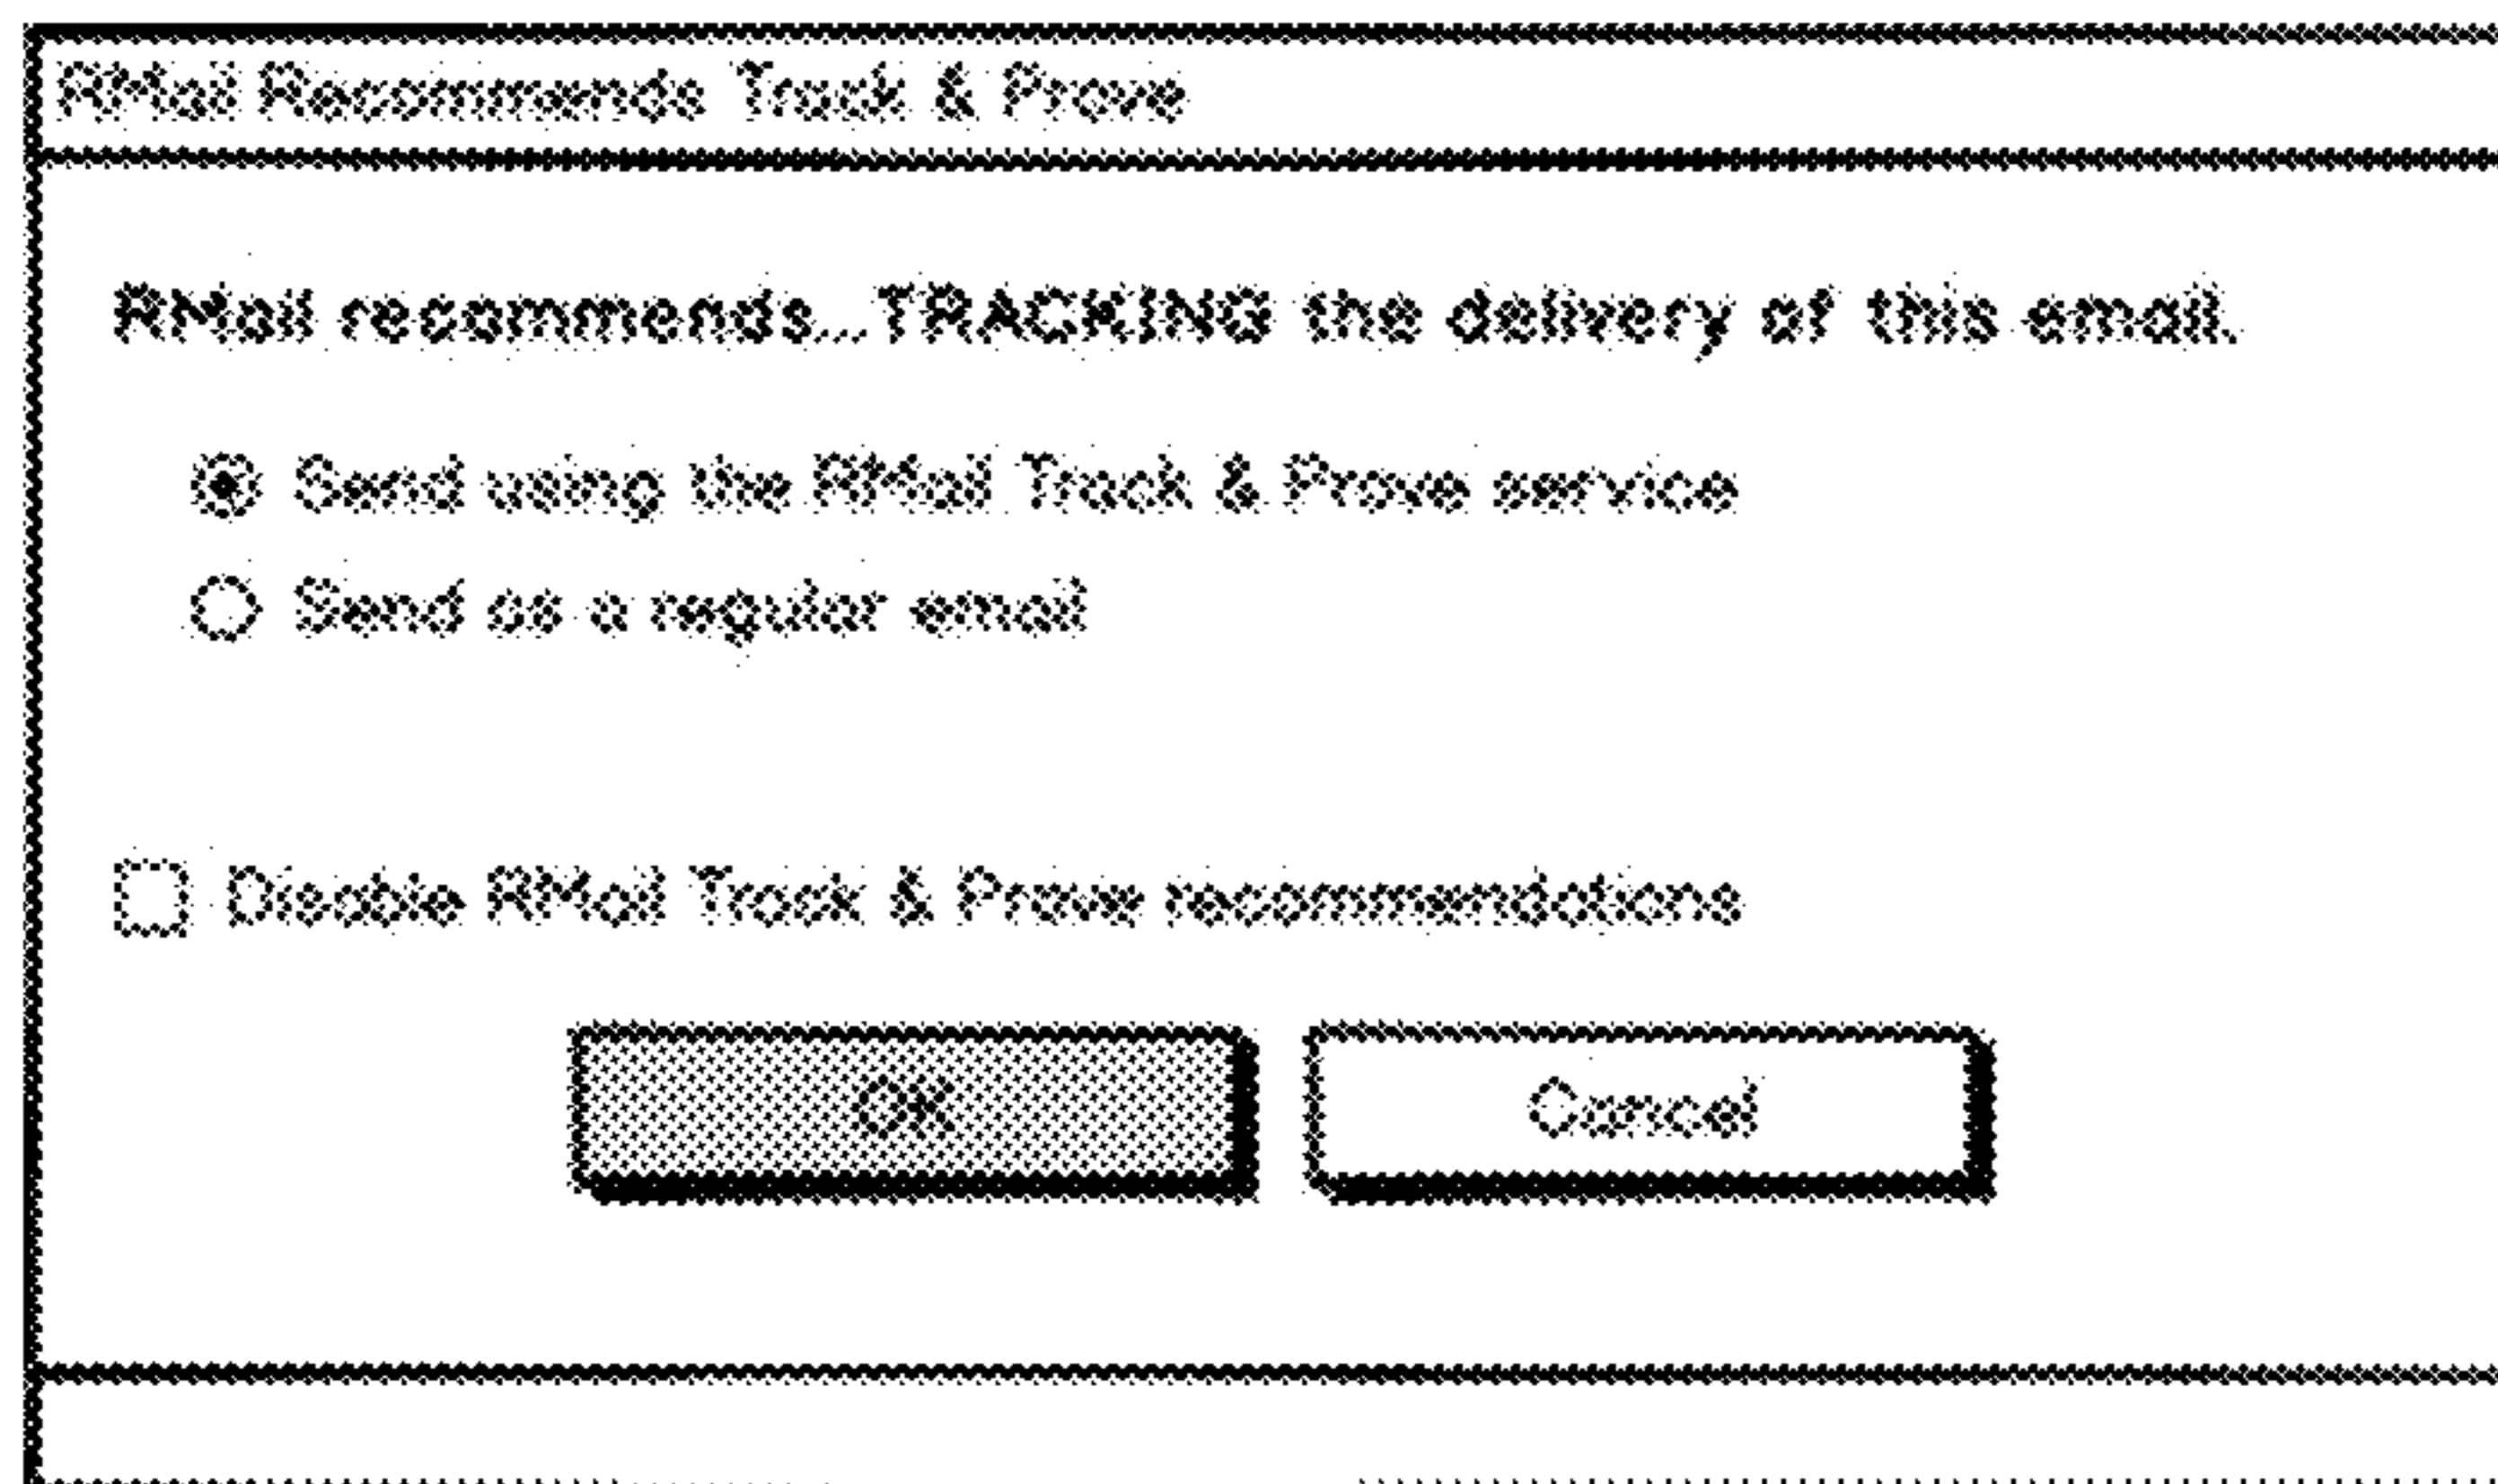 RMail Recommends Track & Prove
RMail recommends... TRACKING the delivery of this email.
Send using the RMail Track & Prove service
Send as a regular email
Disable RMail Track & Prove recommendations
OK Cancel